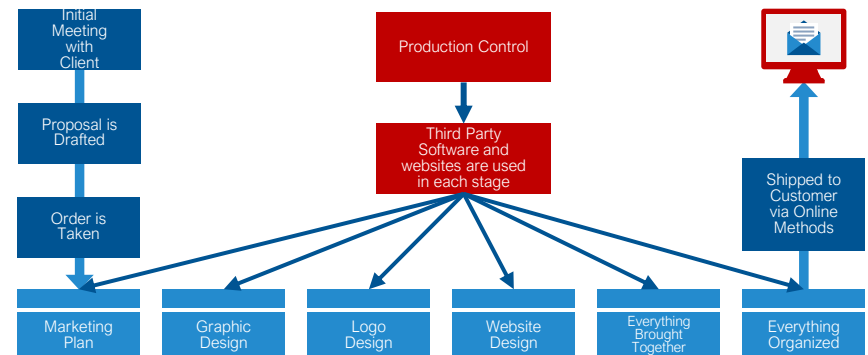 Initial
Meeting
with
Client
Proposal is
Drafted
Order is
Taken
Production Control
Third Party
Software and
websites are used
in each stage
Shipped to
Customer
via Online
Methods
Marketing
Plan
Graphic
Design
Logo
Design
Website
Design
Everything
Brought
Together
Everything
Organized